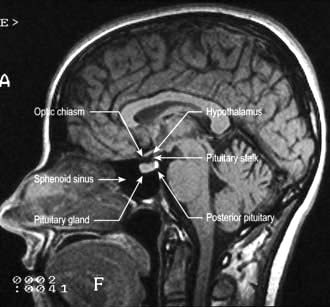 E>
A
Optic chiasm
Hypothalamus
Pituitary stalk
Sphenoid sinus
Pituitary gland
Posterior pituitary
0002
:0041
F